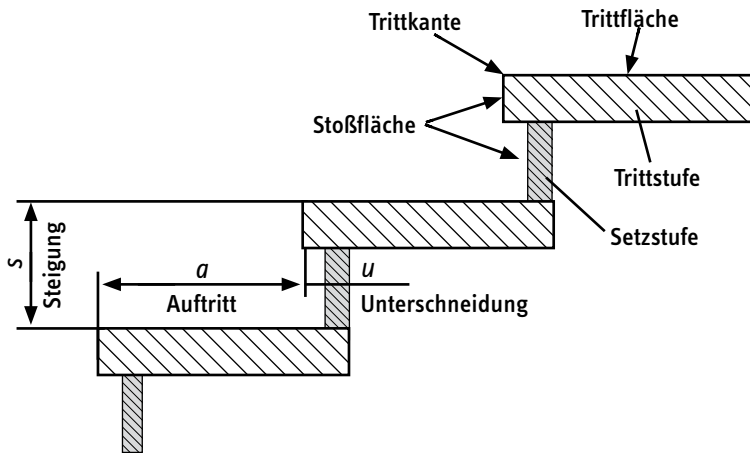 Trittkante
Trittfläche
Stoßfläche
Trittstufe
Setzstufe
s
Steigung
a
Auftritt
u
Unterschneidung